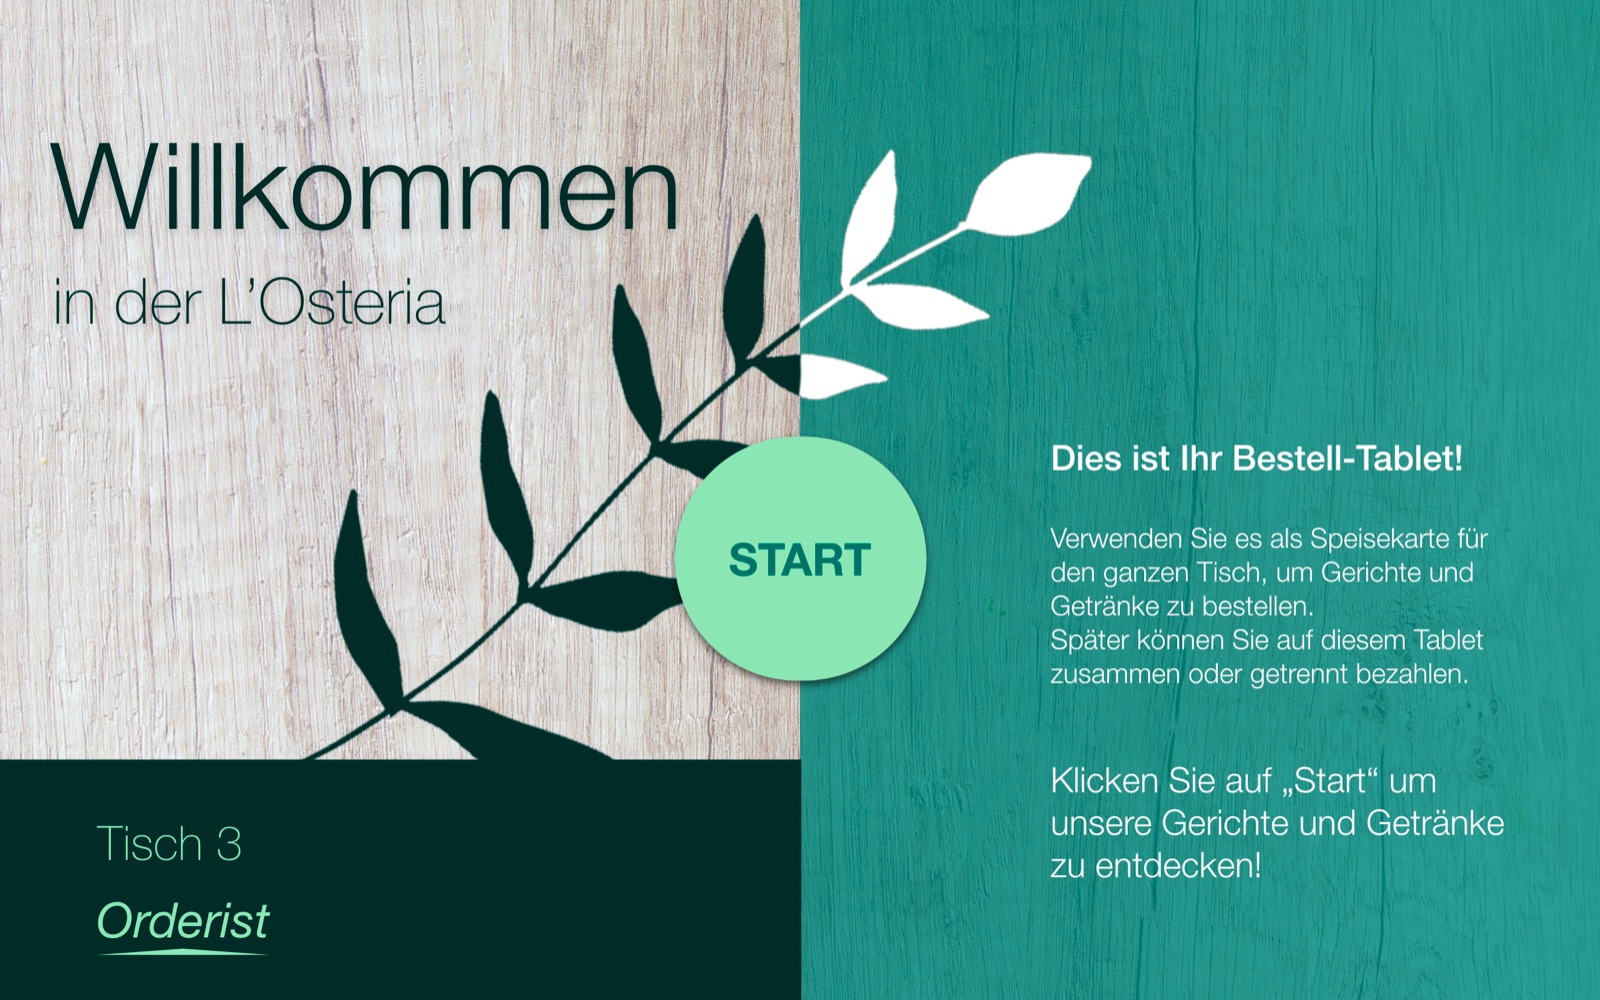 Willkommen
in der L’Osteria
START
Dies ist Ihr Bestell-Tablet!
Verwenden Sie es als Speisekarte für
den ganzen Tisch, um Gerichte und
Getränke zu bestellen.
Später können Sie auf diesem Tablet
zusammen oder getrennt bezahlen.
Klicken Sie auf „Start“ um
unsere Gerichte und Getränke
zu entdecken!
Tisch 3
Orderist